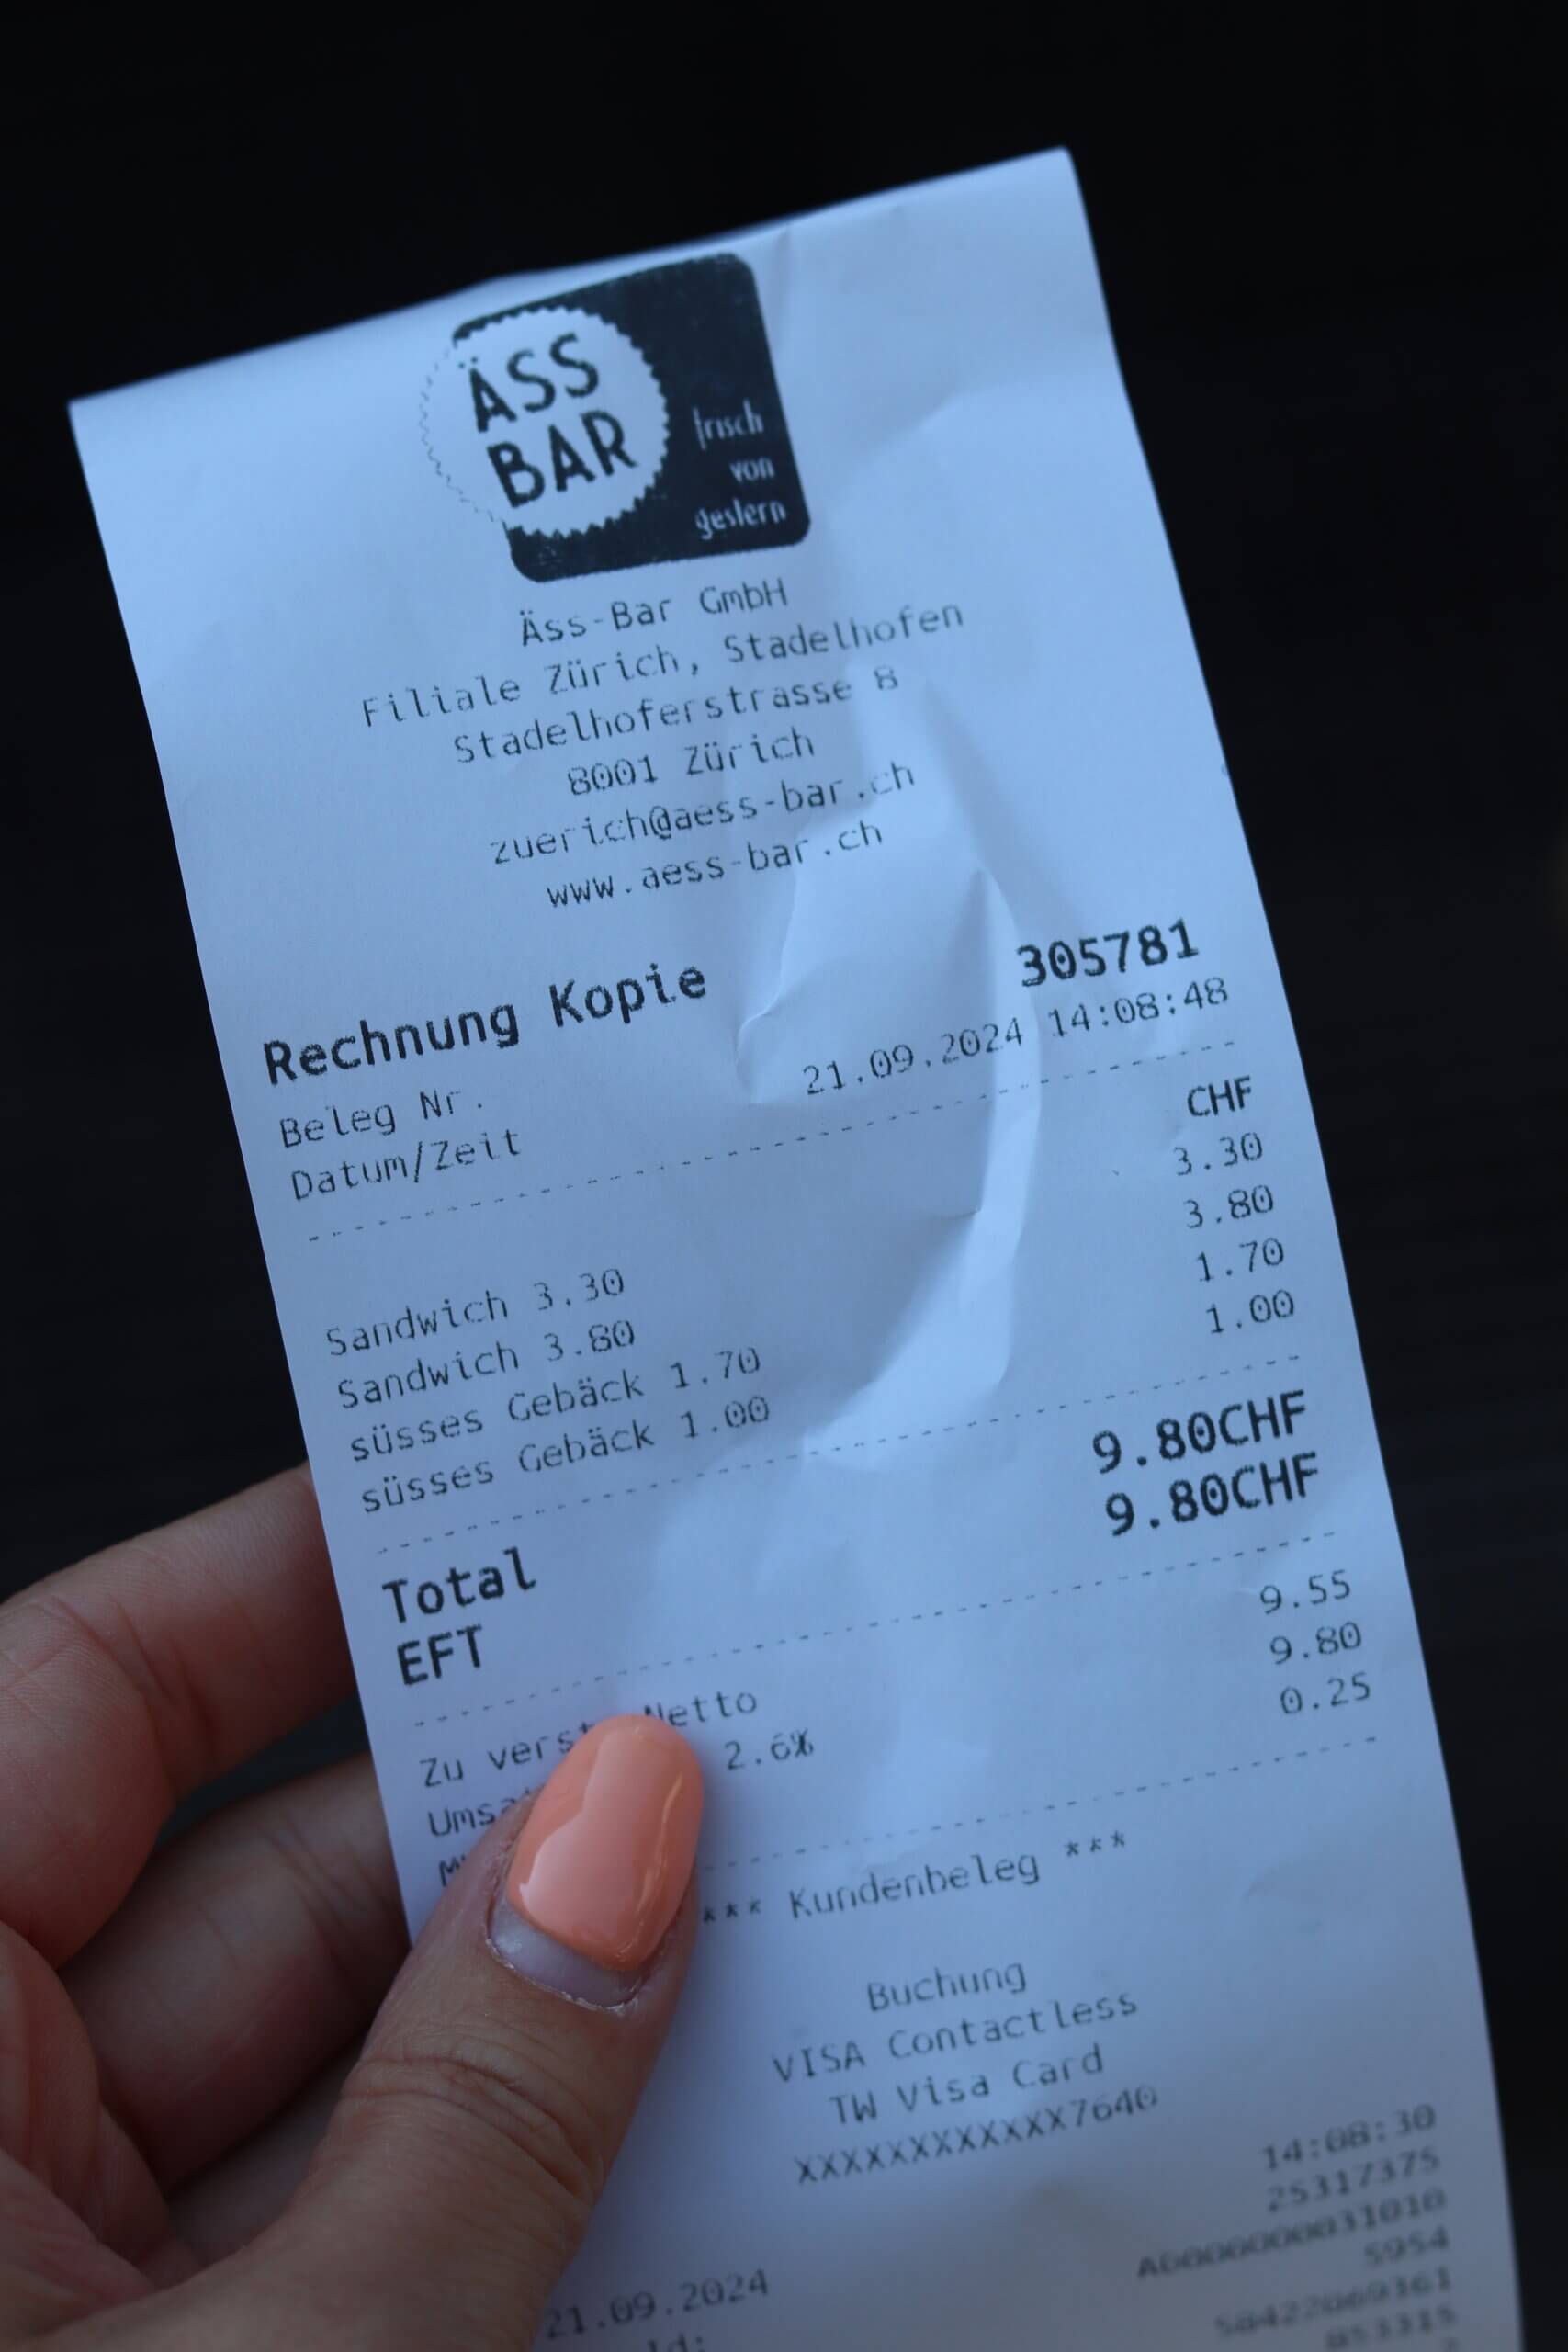 ÄSS
BAR
frisch
von
gestern
Äss-Bar GmbH
Filiale Zürich, Stadelhofen
Stadelhoferstrasse 8
8001 Zürich
zuerich@aess-bar.ch
www.aess-bar.ch
Rechnung Kopie
Beleg Nr. 305781
Datum/Zeit 21.09.2024 14:08:48
CHF
Sandwich 3.30 3.30
Sandwich 3.80 3.80
süsses Gebäck 1.70 1.70
süsses Gebäck 1.00 1.00
Total 9.80CHF
EFT 9.80CHF
Zu verst Netto 9.55
2.6% 9.80
0.25
*** Kundenbeleg ***
Buchung
VISA Contactless
TW Visa Card
XXXXXXXXXXXX7640
21.09.2024 14:08:30
25317375
A0000000031010
5954